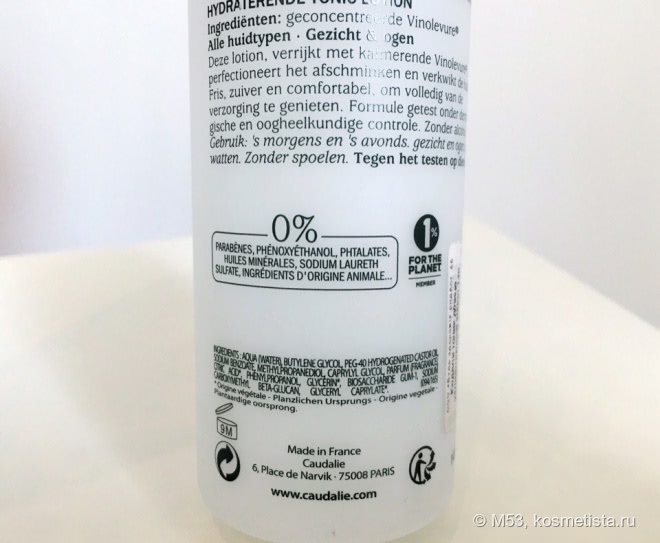 HYDRATERENDE TONIC LOTION
Ingrediënten: geconcentreerde Vinolevure®
Alle huidtypen · Gezicht & ogen
Deze lotion, verrijkt met kalmerende Vinolevure®
perfectioneert het afschminken en verkwikt de
Fris, zuiver en comfortabel, om volledig van de
verzorging te genieten. Formule getest onder
gische en oogheelkundige controle. Zonder
Gebruik: 's morgens en 's avonds, gezicht en
watten. Zonder spoelen. Tegen het testen op
0%
PARABÈNES, PHÉNOXYÉTHANOL, PHTALATES,
HUILES MINÉRALES, SODIUM LAURETH
SULFATE, INGRÉDIENTS D'ORIGINE ANIMALE...
1%
FOR THE
PLANET
MEMBER
INGREDIENTS: AQUA (WATER), BUTYLENE GLYCOL, PEG-40 HYDROGENATED CASTOR OIL,
SODIUM BENZOATE, METHYLPROPANEDIOL, CAPRYLYL GLYCOL, PARFUM (FRAGRANCE),
CITRIC ACID*, PHENYLPROPANOL, GLYCERIN*, BIOSACCHARIDE GUM-1, SODIUM
CARBOXYMETHYL BETA-GLUCAN, GLYCERYL CAPRYLATE*.
* Origine végétale - Planzlichen Ursprungs - Origine vegetale -
Plantaardige oorsprong.
9M
Made in France
Caudalie
6, Place de Narvik - 75008 PARIS
www.caudalie.com
© M53, kosmetista.ru